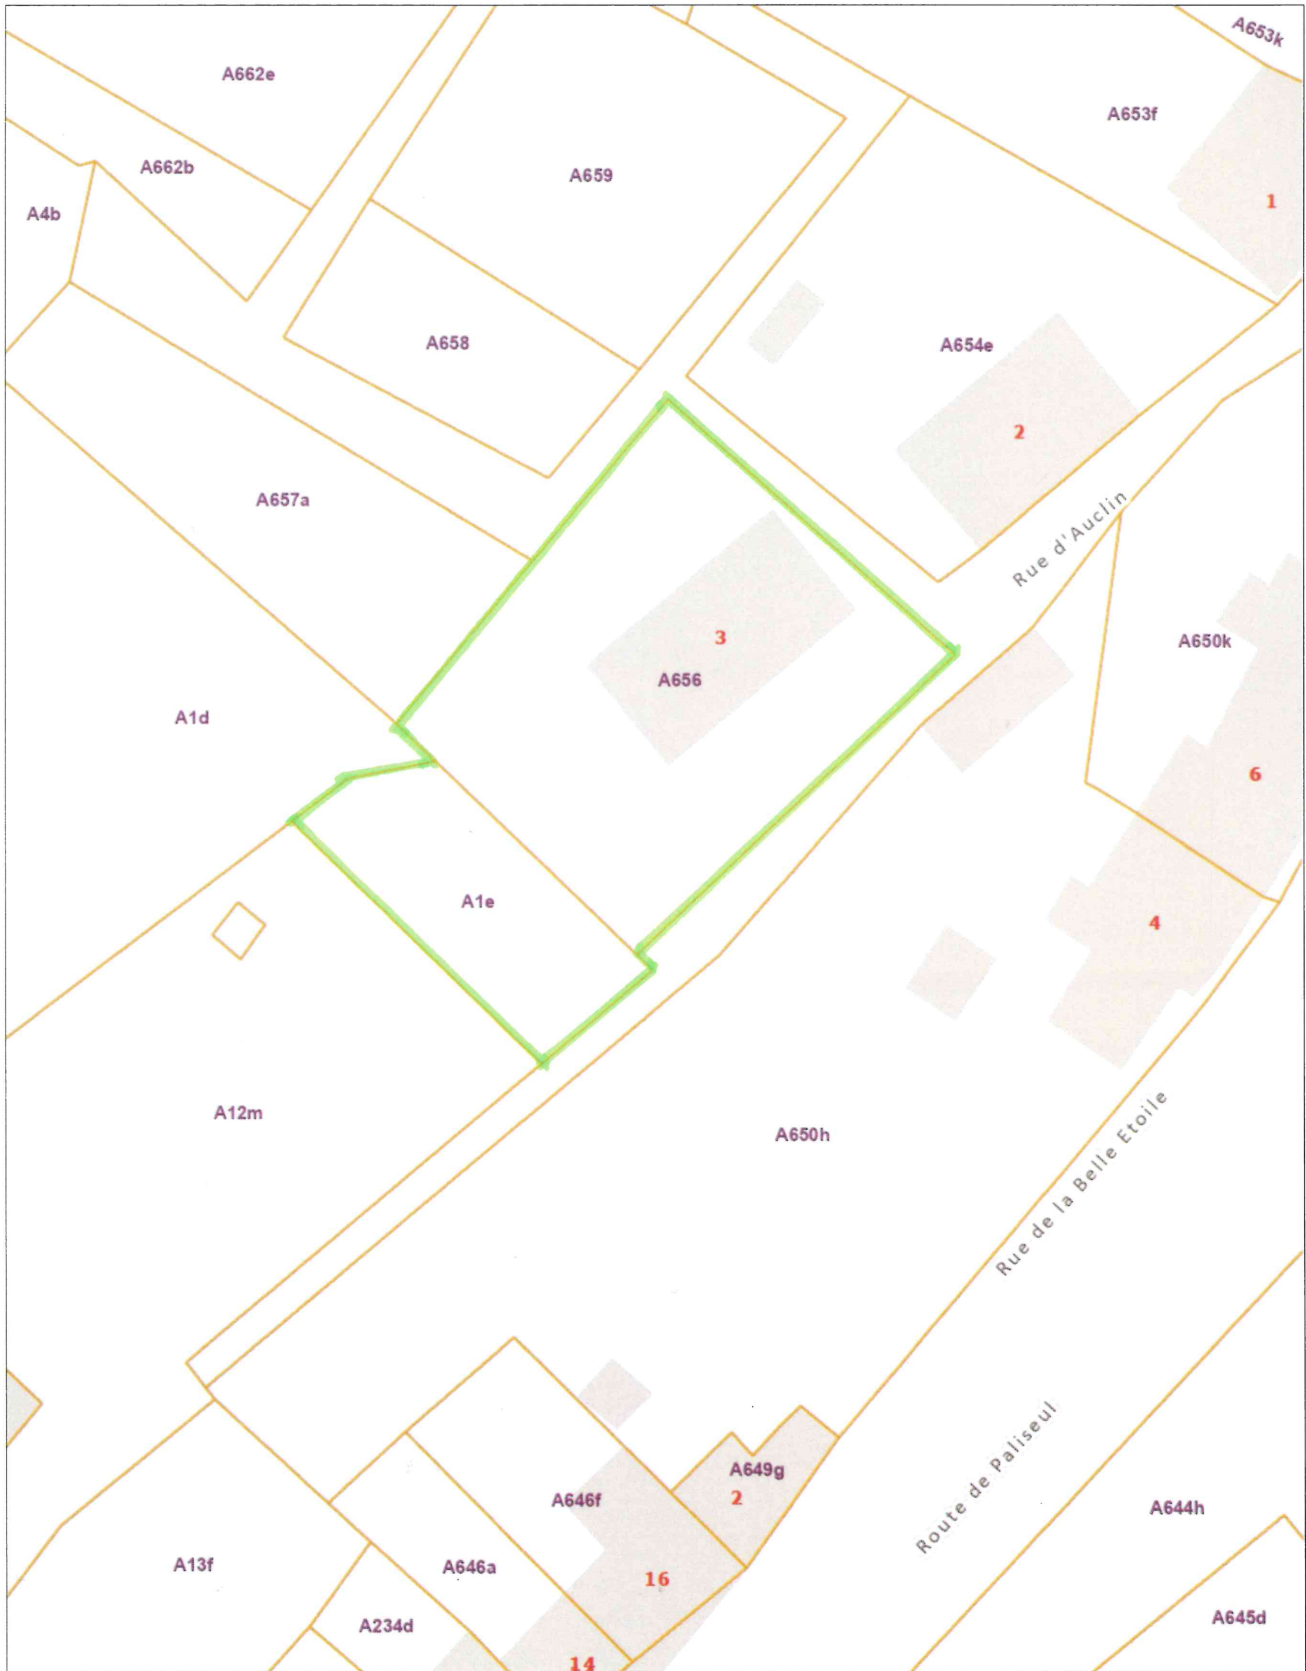 A653k
A662e
A653f
A662b
A659
1
A4b
A658
A654e
2
A657a
Rue d'Auclin
3
A650k
A656
A1d
6
A1e
4
A12m
A650h
Rue de la Belle Etoile
Route de Paliseul
A649g
2
A646f
A644h
A13f
A646a
16
A645d
A234d
14